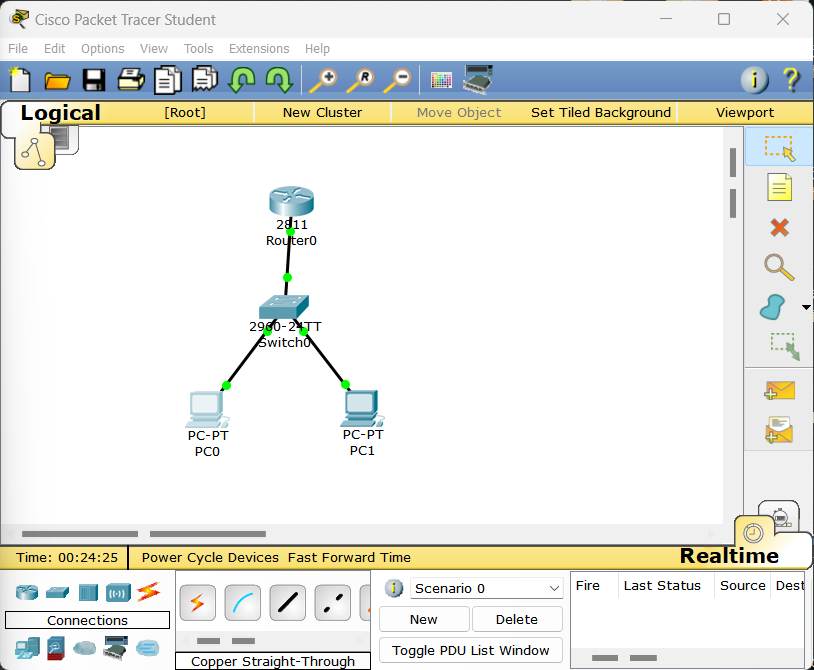 Cisco Packet Tracer Student
File Edit Options View Tools Extensions Help
Logical [Root] New Cluster Move Object Set Tiled Background Viewport
2811
Router0
2960-24TT
Switch0
PC-PT
PC0
PC-PT
PC1
Time: 00:24:25 Power Cycle Devices Fast Forward Time Realtime
Connections
Copper Straight-Through
Scenario 0
New Delete
Toggle PDU List Window
Fire Last Status Source Dest